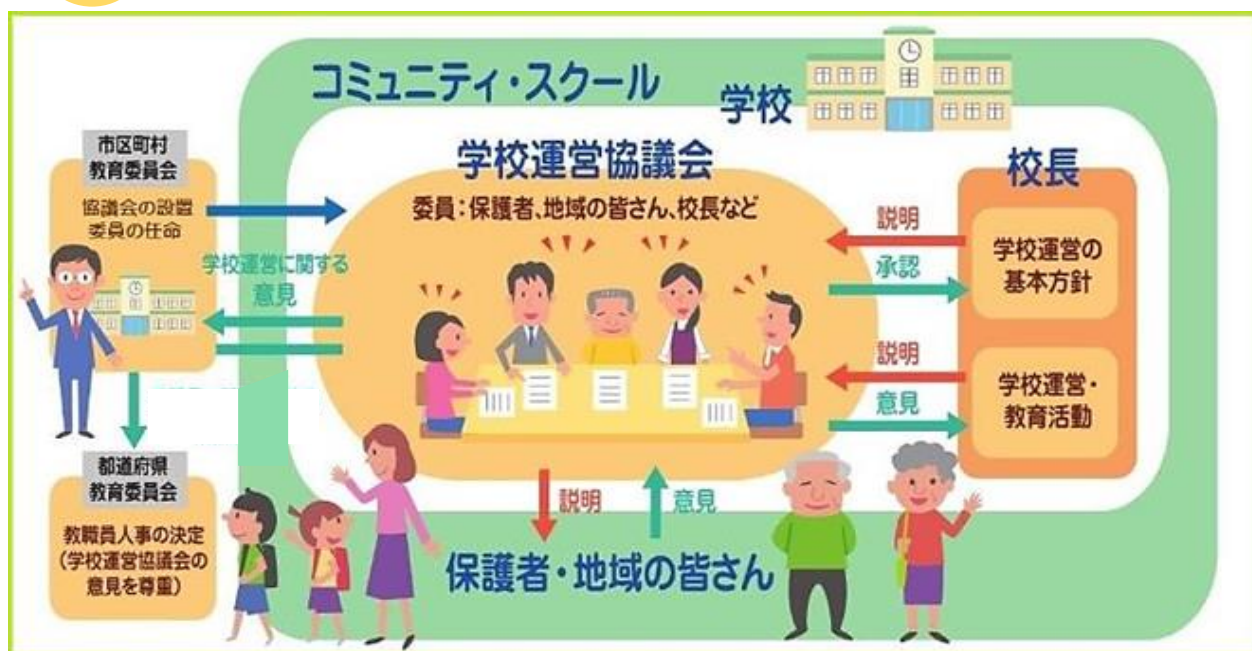 コミュニティ・スクール
学校
市区町村
教育委員会
協議会の設置
委員の任命
学校運営に関する
意見
都道府県
教育委員会
教職員人事の決定
(学校運営協議会の
意見を尊重)
学校運営協議会
委員:保護者、地域の皆さん、校長など
校長
説明
承認
学校運営の
基本方針
説明
意見
学校運営・
教育活動
説明
意見
保護者・地域の皆さん